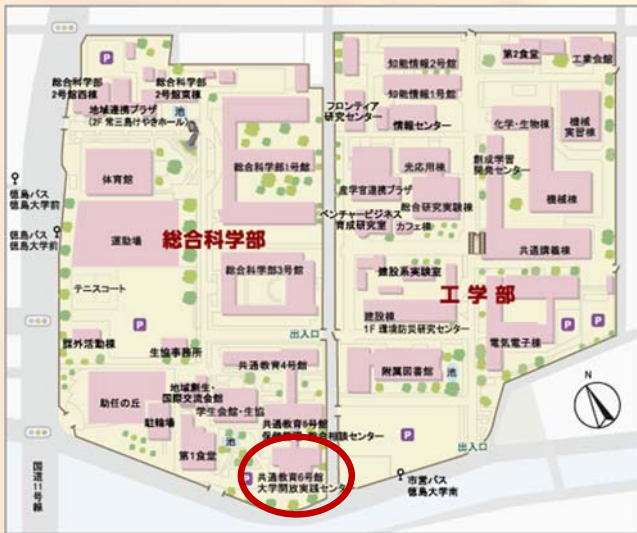 総合科学部
2号館西棟
総合科学部
2号館東棟
地域連携プラザ
(2F 常三島けやきホール)
池
体育館
総合科学部1号館
徳島バス
徳島大学前
徳島バス
徳島大学前
運動場
総合科学部
総合科学部3号館
テニスコート
課外活動棟
生協事務所
出入口
共通教育4号館
地域創生・
国際交流会館
助任の丘
学生会館・生協
駐輪場
共通教育5号館
池
第1食堂
共通教育6号館
大学開放実践センター
国道11号線
知能情報2号館
第2食堂
工業会館
知能情報1号館
フロンティア
研究センター
情報センター
化学・生物棟
機械
実習棟
光応用棟
創成学習
開発センター
産学官連携プラザ
総合研究実験棟
機械棟
ベンチャービジネス
育成研究室
カフェ棟
共通講義棟
建設系実験室
工学部
建設棟
1F 環境防災研究センター
電気電子棟
附属図書館
池
出入口
市営バス
徳島大学南
N
P
P
P
P
P
P
P